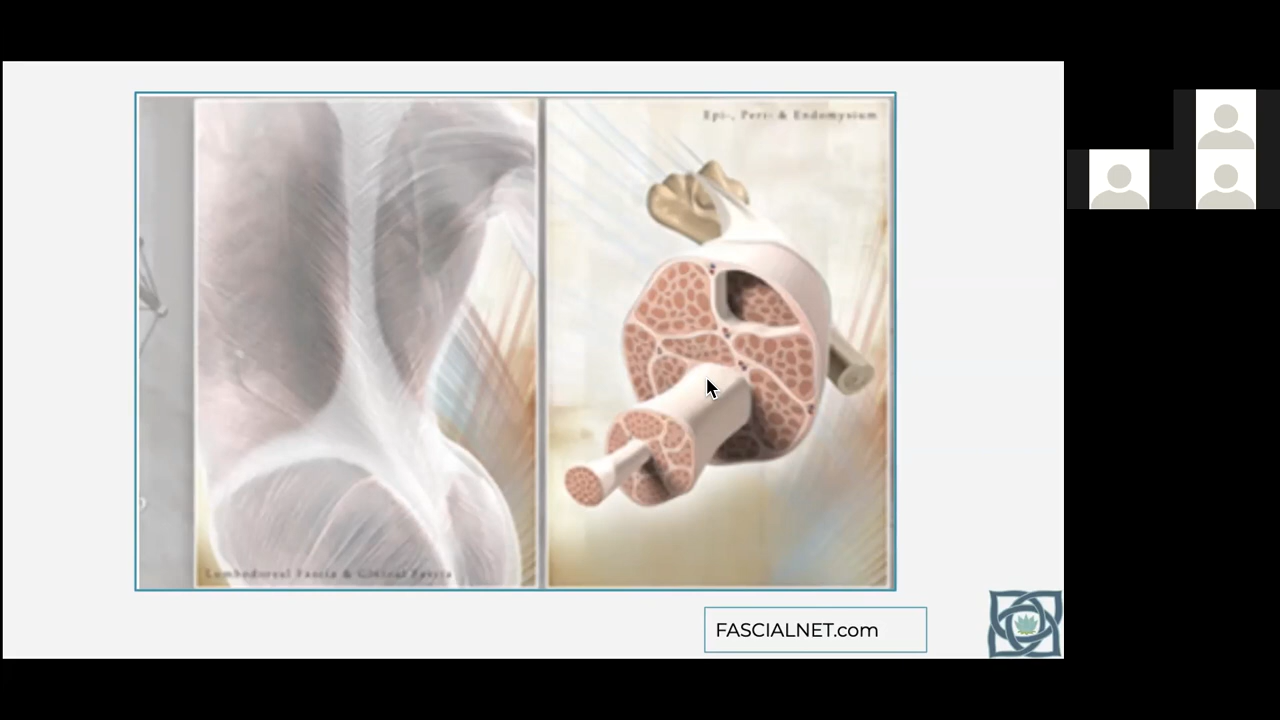 Epi-, Peri- & Endomysium
Lumbodorsal Fascia & Gluteal Fascia
FASCIALNET.com